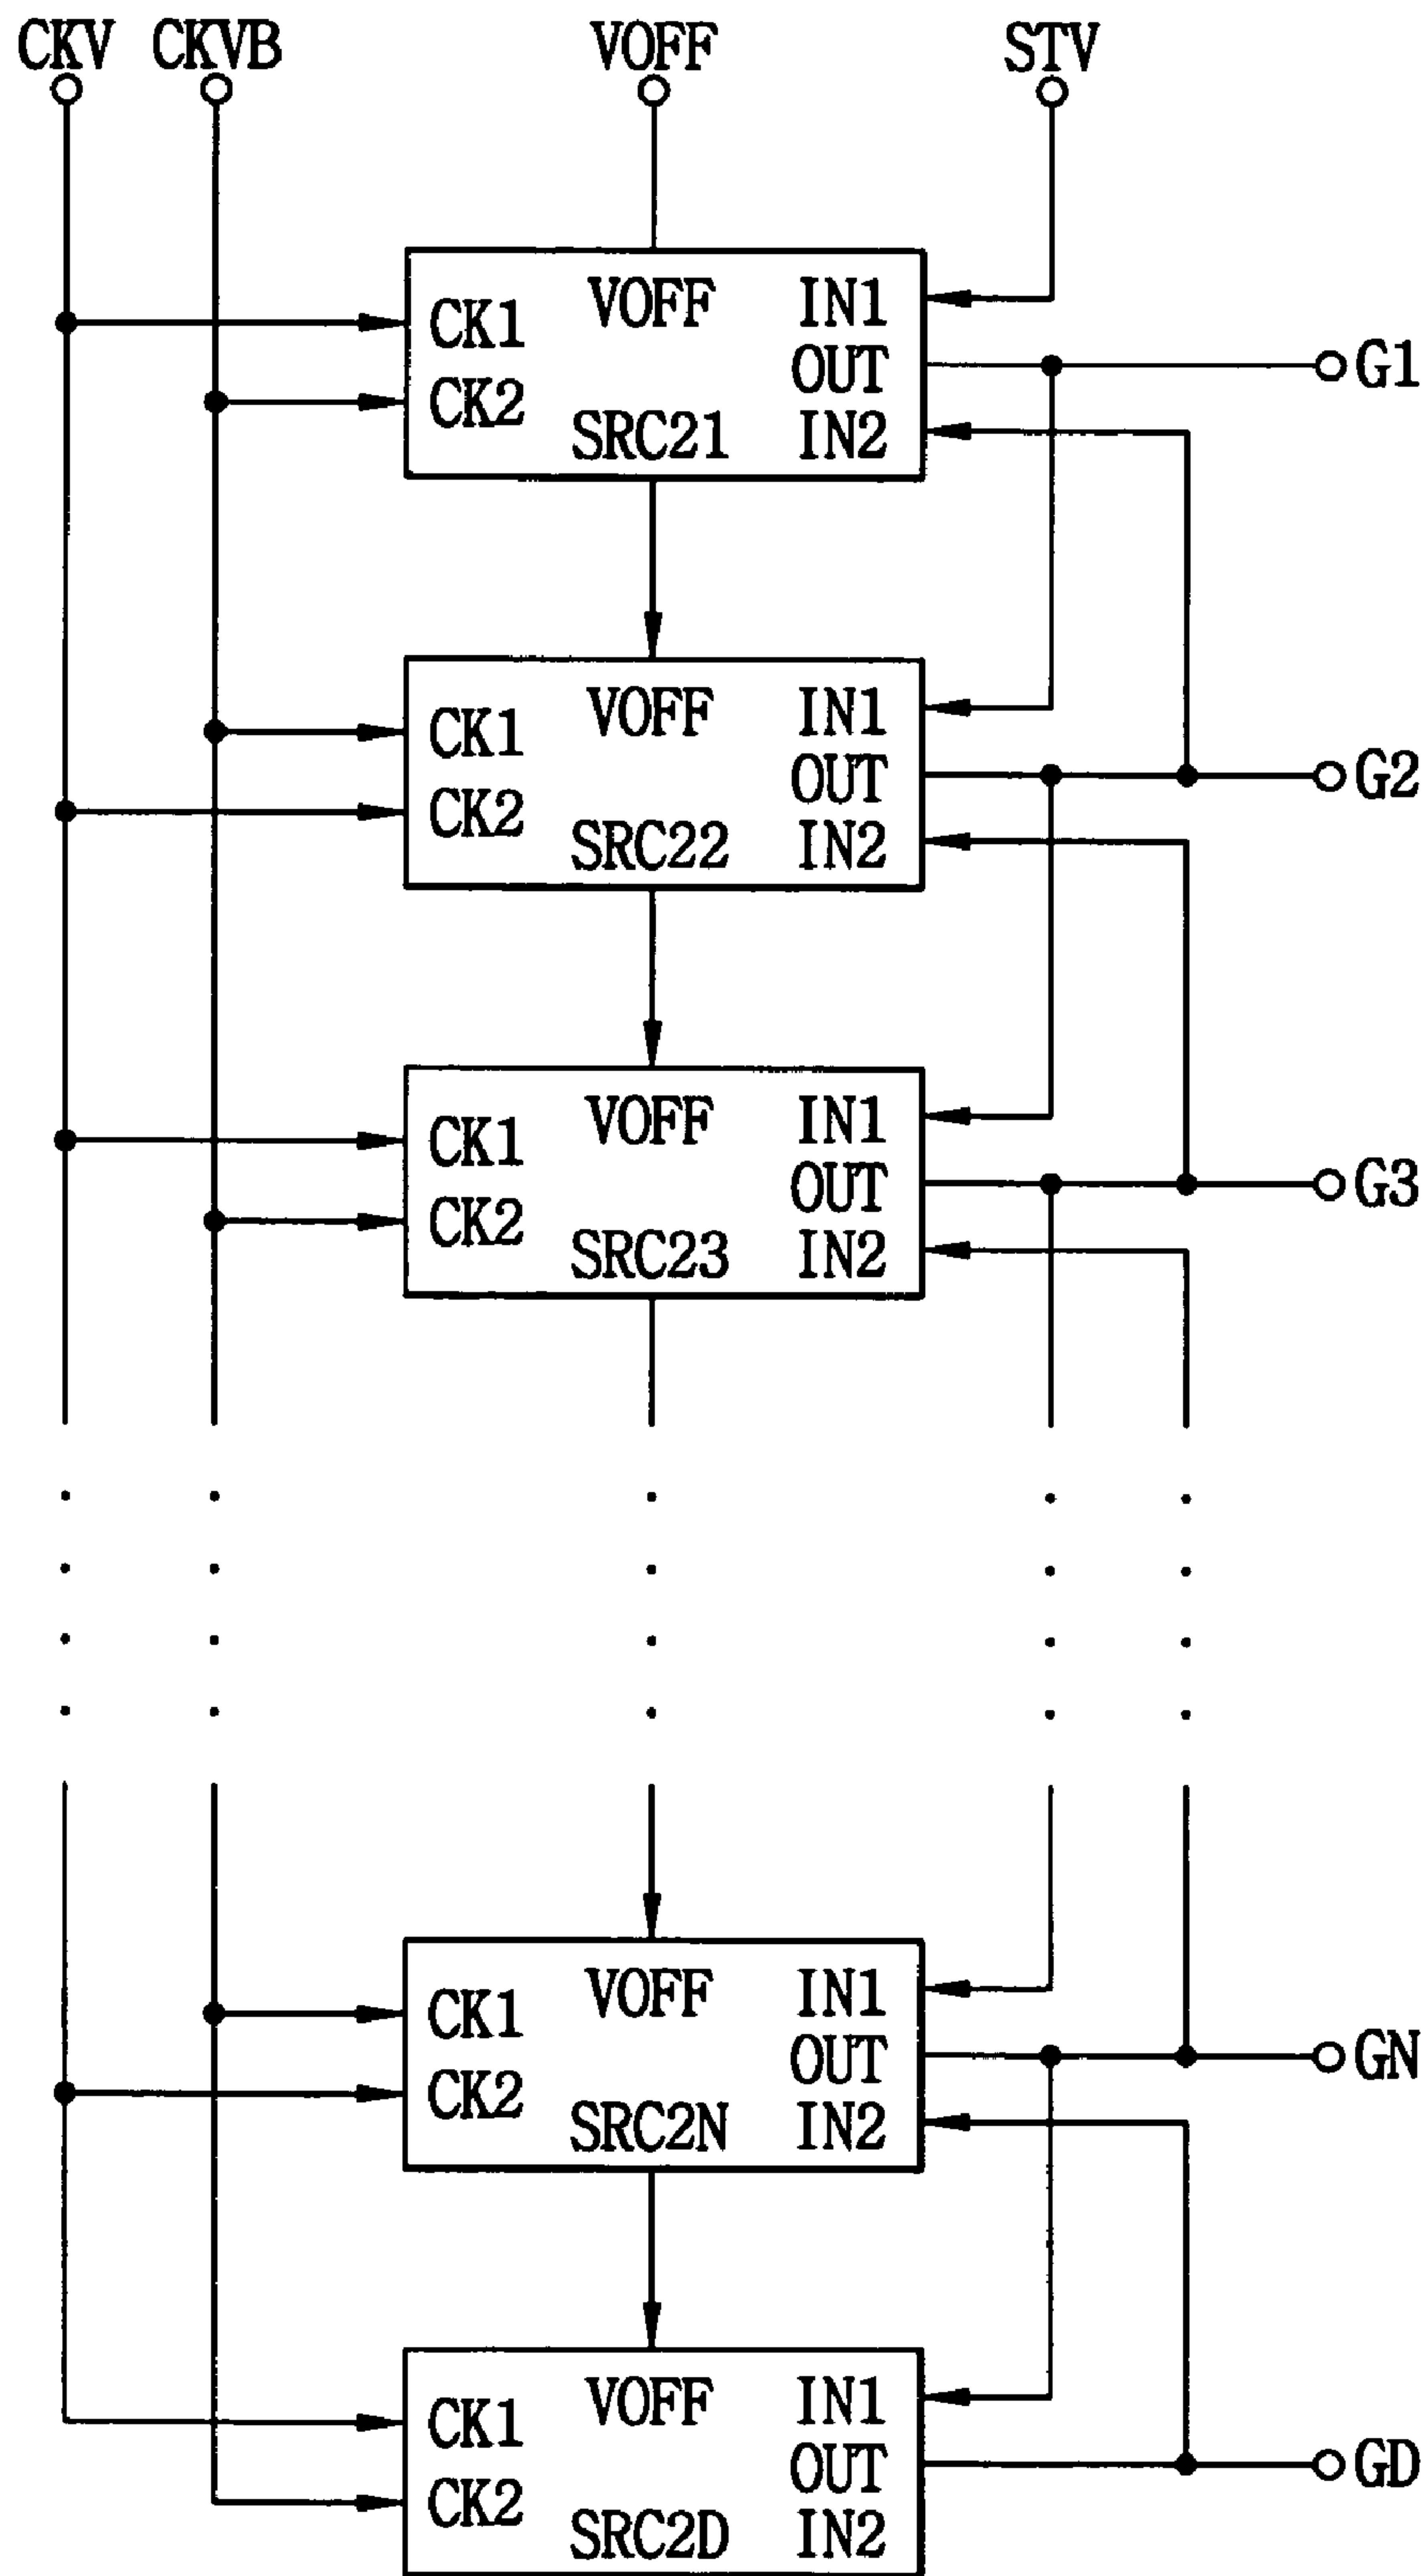 CKV CKVB VOFF STV
VOFF IN1
CK1
OUT G1
CK2
SRC21 IN2
VOFF IN1
CK1
OUT G2
CK2
SRC22 IN2
VOFF IN1
CK1
OUT G3
CK2
SRC23 IN2
VOFF IN1
CK1
OUT GN
CK2
SRC2N IN2
VOFF IN1
CK1
OUT GD
CK2
SRC2D IN2